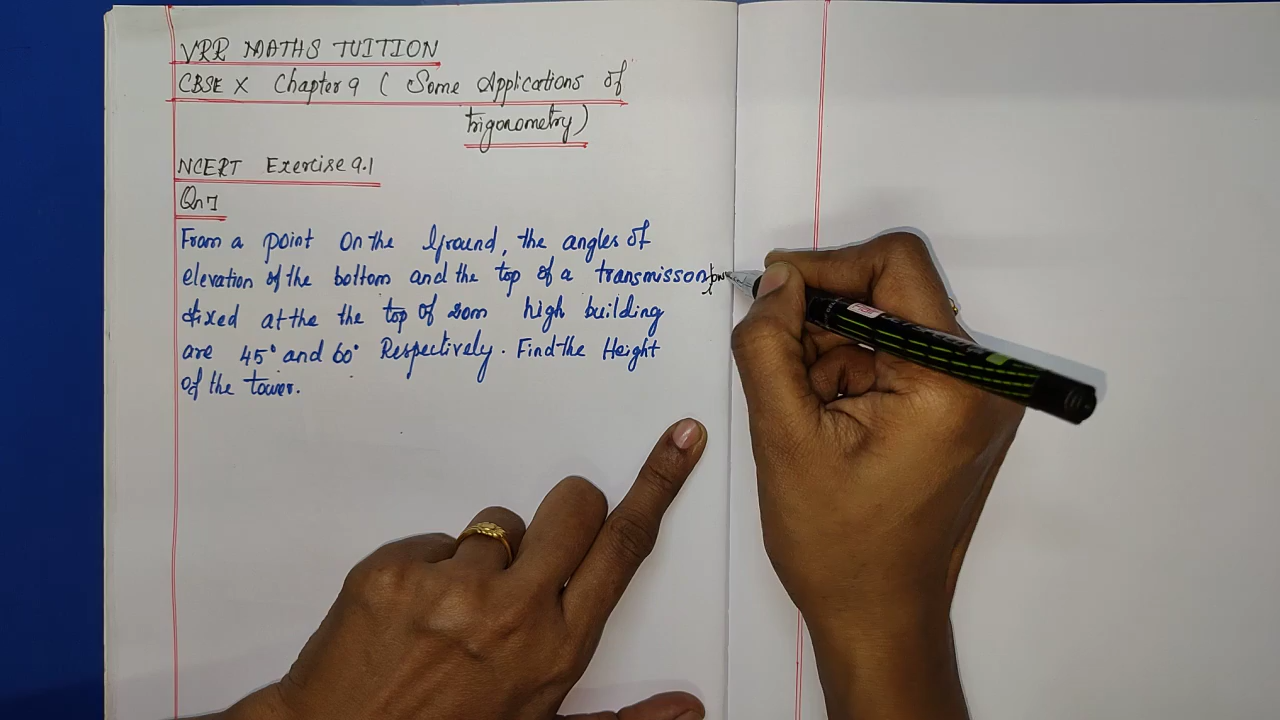 VRR MATHS TUITION
CBSE X Chapter 9 ( Some Applications of
trigonometry)
NCERT Exercise 9.1
Qn 7
From a point on the Ground, the angles of
elevation of the bottom and the top of a transmisson
fixed at the the top of 20m high building
are 45° and 60° Respectively. Find the Height
of the tower.